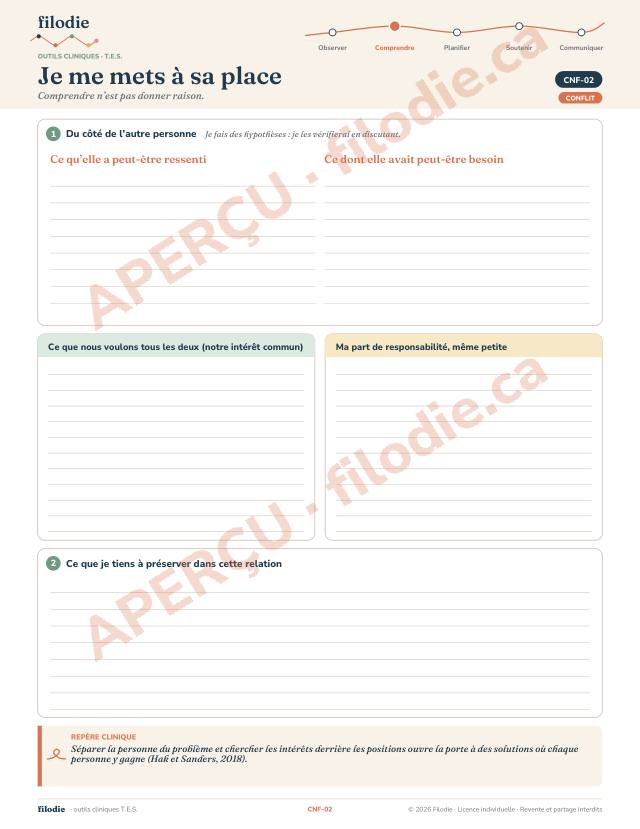 filodie
OUTILS CLINIQUES · T.E.S.
Observer
Comprendre
Planifier
Soutenir
Communiquer
Je me mets à sa place
Comprendre n'est pas donner raison.
CNF-02
CONFLIT
1 Du côté de l'autre personne Je fais des hypothèses : je les vérifierai en discutant.
Ce qu'elle a peut-être ressenti
Ce dont elle avait peut-être besoin
APERÇU · filodie.ca
Ce que nous voulons tous les deux (notre intérêt commun)
Ma part de responsabilité, même petite
APERÇU · filodie.ca
2 Ce que je tiens à préserver dans cette relation
REPÈRE CLINIQUE
Séparer la personne du problème et chercher les intérêts derrière les positions ouvre la porte à des solutions où chaque
personne y gagne (Hak et Sanders, 2018).
filodie · outils cliniques T.E.S.
CNF-02
© 2026 Filodie · Licence individuelle · Revente et partage interdits